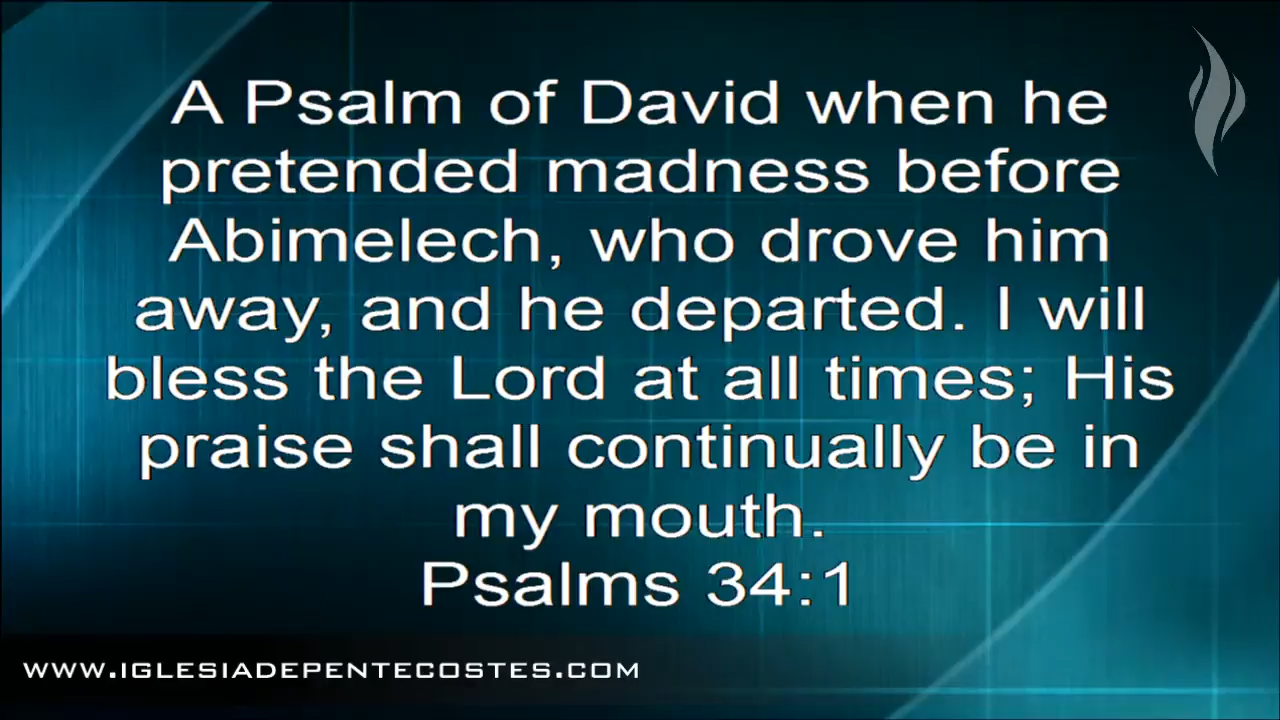 A Psalm of David when he
pretended madness before
Abimelech, who drove him
away, and he departed. I will
bless the Lord at all times; His
praise shall continually be in
my mouth.
Psalms 34:1
WWW.IGLESIADEPENTECOSTES.COM